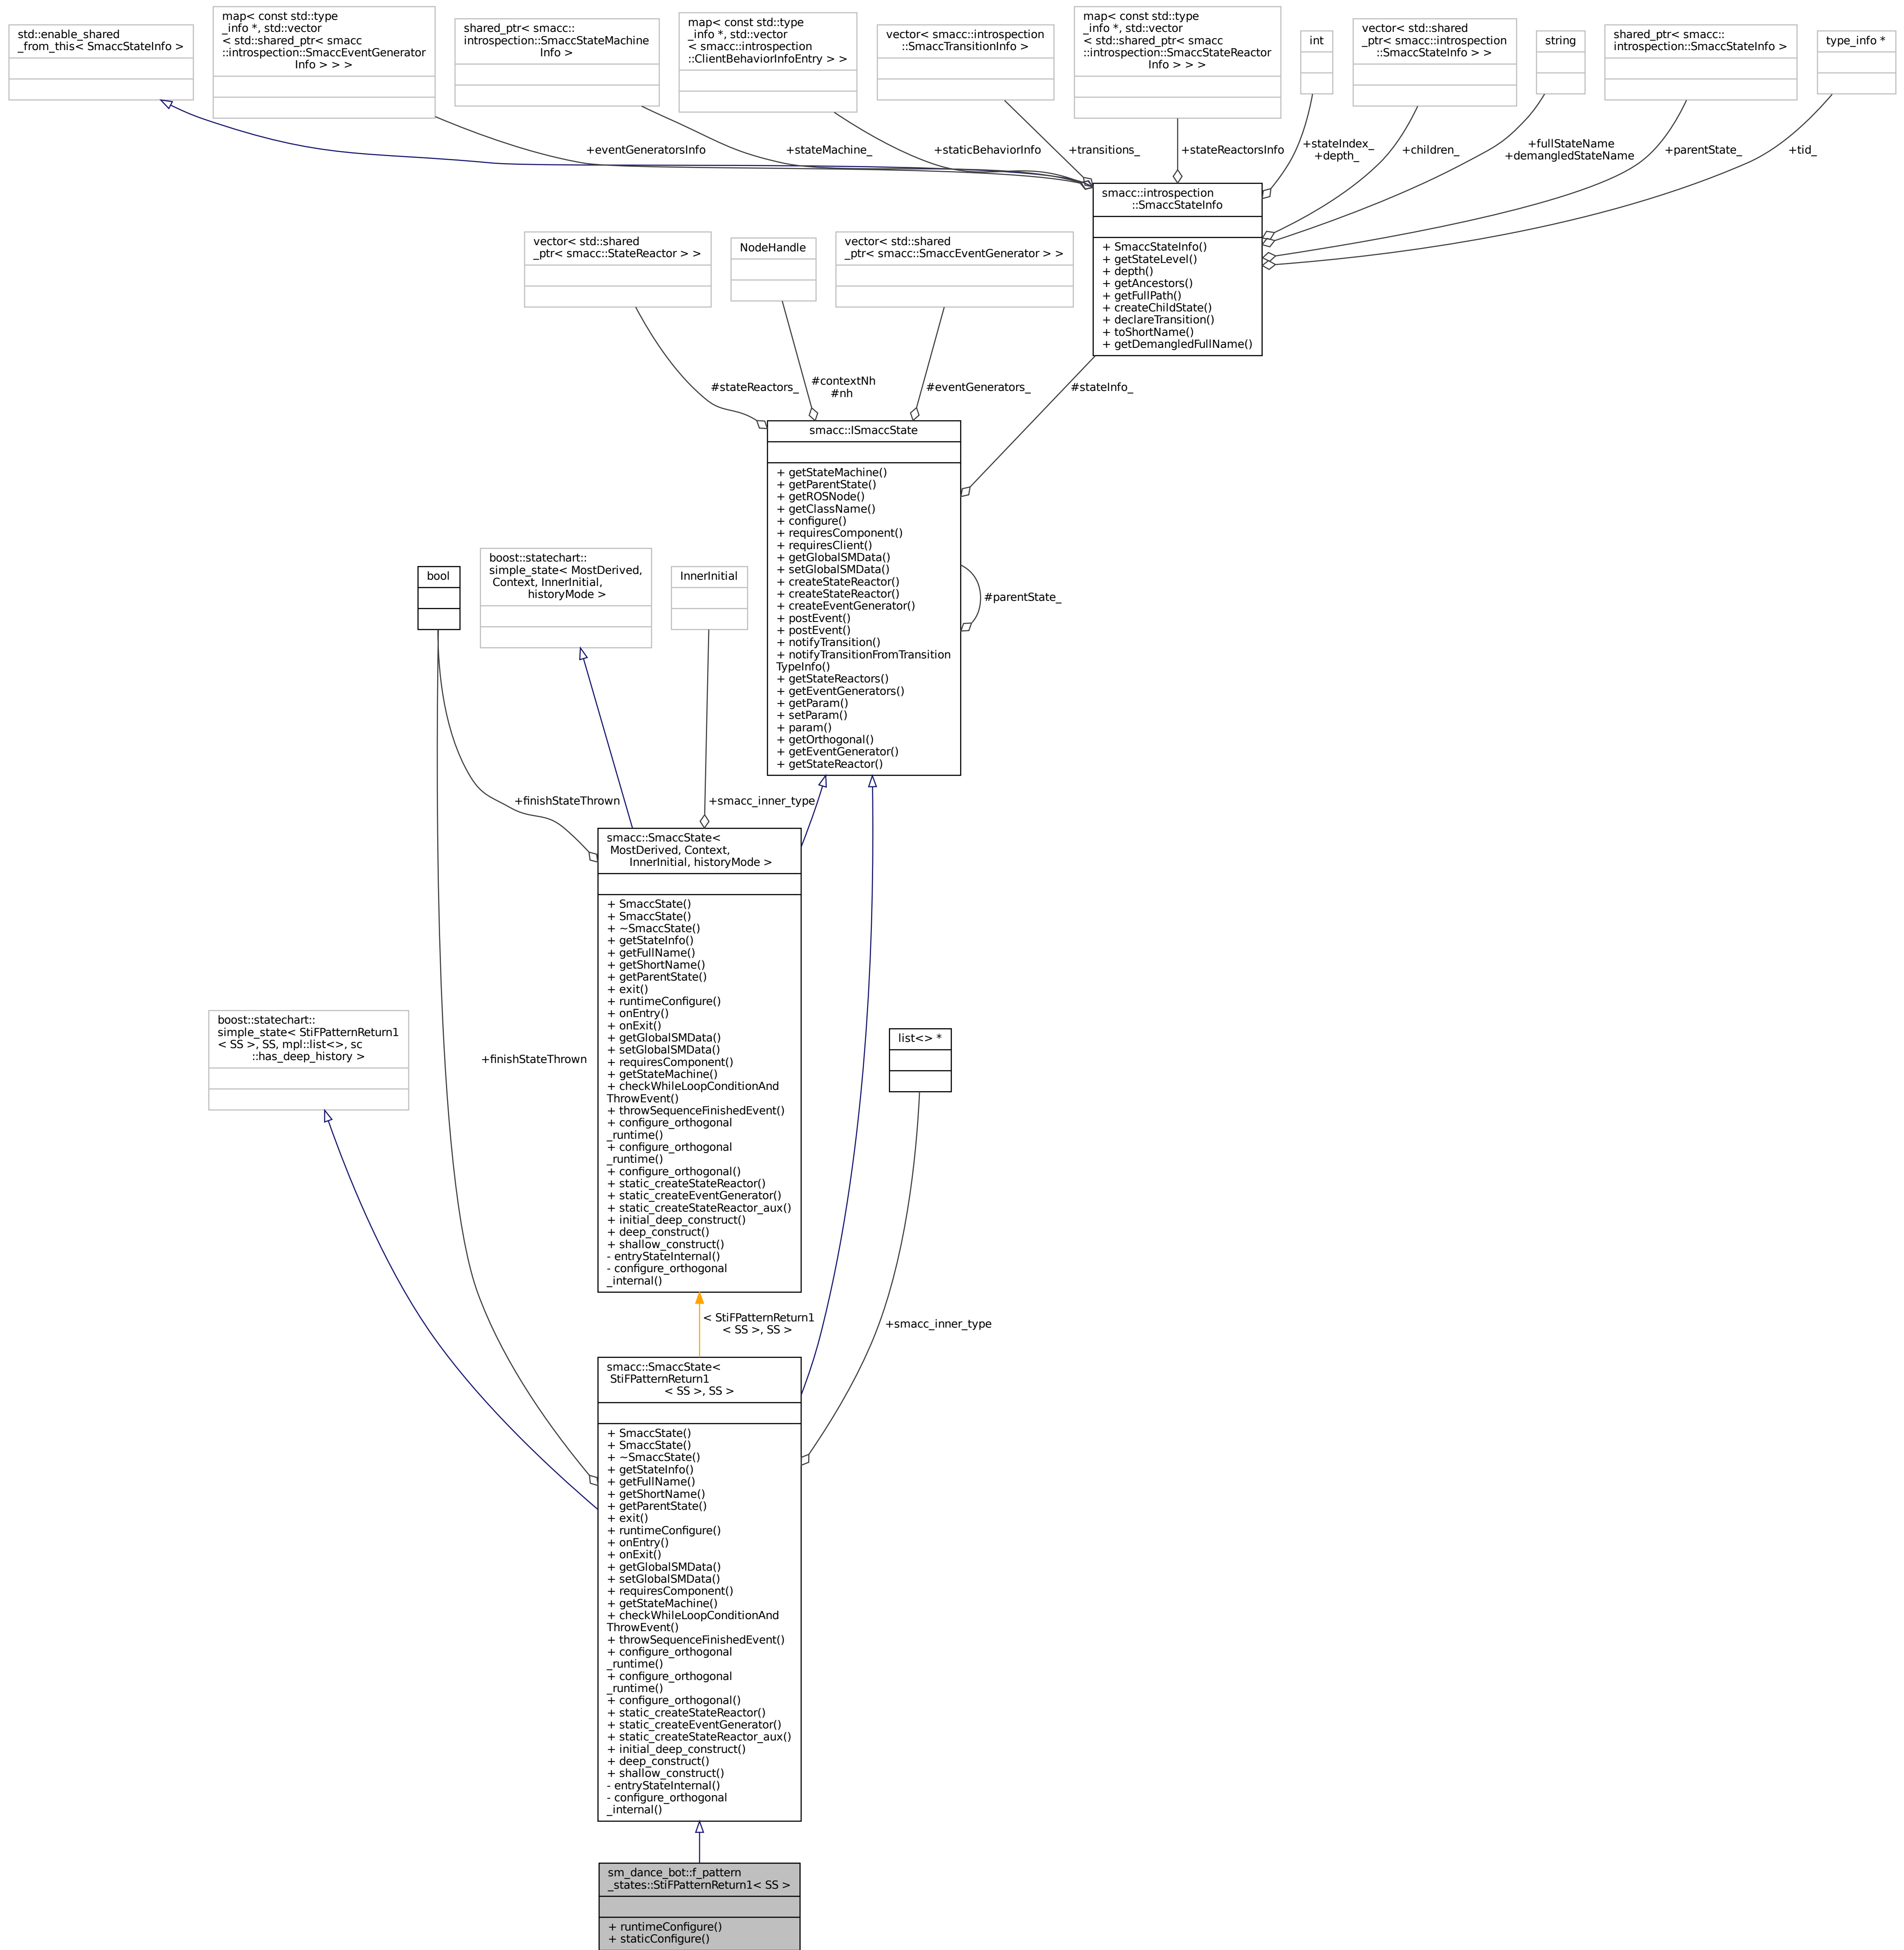 std::enable_shared
_from_this< SmaccStateInfo >
map< const std::type
_info *, std::vector
< std::shared_ptr< smacc
::introspection::SmaccEventGenerator
Info > > >
shared_ptr< smacc::
introspection::SmaccStateMachine
Info >
map< const std::type
_info *, std::vector
< smacc::introspection
::ClientBehaviorInfoEntry > >
vector< smacc::introspection
::SmaccTransitionInfo >
map< const std::type
_info *, std::vector
< std::shared_ptr< smacc
::introspection::SmaccStateReactor
Info > > >
int
vector< std::shared
_ptr< smacc::introspection
::SmaccStateInfo > >
string
shared_ptr< smacc::
introspection::SmaccStateInfo >
type_info *
+eventGeneratorsInfo
+stateMachine_
+staticBehaviorInfo
+transitions_
+stateReactorsInfo
+stateIndex_
+depth_
+children_
+fullStateName
+demangledStateName
+parentState_
+tid_
smacc::introspection
::SmaccStateInfo
+ SmaccStateInfo()
+ getStateLevel()
+ depth()
+ getAncestors()
+ getFullPath()
+ createChildState()
+ declareTransition()
+ toShortName()
+ getDemangledFullName()
vector< std::shared
_ptr< smacc::StateReactor > >
NodeHandle
vector< std::shared
_ptr< smacc::SmaccEventGenerator > >
#stateReactors_
#contextNh
#nh
#eventGenerators_
#stateInfo_
smacc::ISmaccState
+ getStateMachine()
+ getParentState()
+ getROSNode()
+ getClassName()
+ configure()
+ requiresComponent()
+ requiresClient()
+ getGlobalSMData()
+ setGlobalSMData()
+ createStateReactor()
+ createStateReactor()
+ createEventGenerator()
+ postEvent()
+ postEvent()
+ notifyTransition()
+ notifyTransitionFromTransition
TypeInfo()
+ getStateReactors()
+ getEventGenerators()
+ getParam()
+ setParam()
+ param()
+ getOrthogonal()
+ getEventGenerator()
+ getStateReactor()
#parentState_
bool
boost::statechart::
simple_state< MostDerived,
Context, InnerInitial,
historyMode >
InnerInitial
+finishStateThrown
+smacc_inner_type
smacc::SmaccState<
MostDerived, Context,
InnerInitial, historyMode >
+ SmaccState()
+ SmaccState()
+ ~SmaccState()
+ getStateInfo()
+ getFullName()
+ getShortName()
+ getParentState()
+ exit()
+ runtimeConfigure()
+ onEntry()
+ onExit()
+ getGlobalSMData()
+ setGlobalSMData()
+ requiresComponent()
+ getStateMachine()
+ checkWhileLoopConditionAnd
ThrowEvent()
+ throwSequenceFinishedEvent()
+ configure_orthogonal
_runtime()
+ configure_orthogonal
_runtime()
+ configure_orthogonal()
+ static_createStateReactor()
+ static_createEventGenerator()
+ static_createStateReactor_aux()
+ initial_deep_construct()
+ deep_construct()
+ shallow_construct()
- entryStateInternal()
- configure_orthogonal
_internal()
boost::statechart::
simple_state< StiFPatternReturn1
< SS >, SS, mpl::list<>, sc
::has_deep_history >
+finishStateThrown
list<> *
< StiFPatternReturn1
< SS >, SS >
+smacc_inner_type
smacc::SmaccState<
StiFPatternReturn1
< SS >, SS >
+ SmaccState()
+ SmaccState()
+ ~SmaccState()
+ getStateInfo()
+ getFullName()
+ getShortName()
+ getParentState()
+ exit()
+ runtimeConfigure()
+ onEntry()
+ onExit()
+ getGlobalSMData()
+ setGlobalSMData()
+ requiresComponent()
+ getStateMachine()
+ checkWhileLoopConditionAnd
ThrowEvent()
+ throwSequenceFinishedEvent()
+ configure_orthogonal
_runtime()
+ configure_orthogonal
_runtime()
+ configure_orthogonal()
+ static_createStateReactor()
+ static_createEventGenerator()
+ static_createStateReactor_aux()
+ initial_deep_construct()
+ deep_construct()
+ shallow_construct()
- entryStateInternal()
- configure_orthogonal
_internal()
sm_dance_bot::f_pattern
_states::StiFPatternReturn1< SS >
+ runtimeConfigure()
+ staticConfigure()